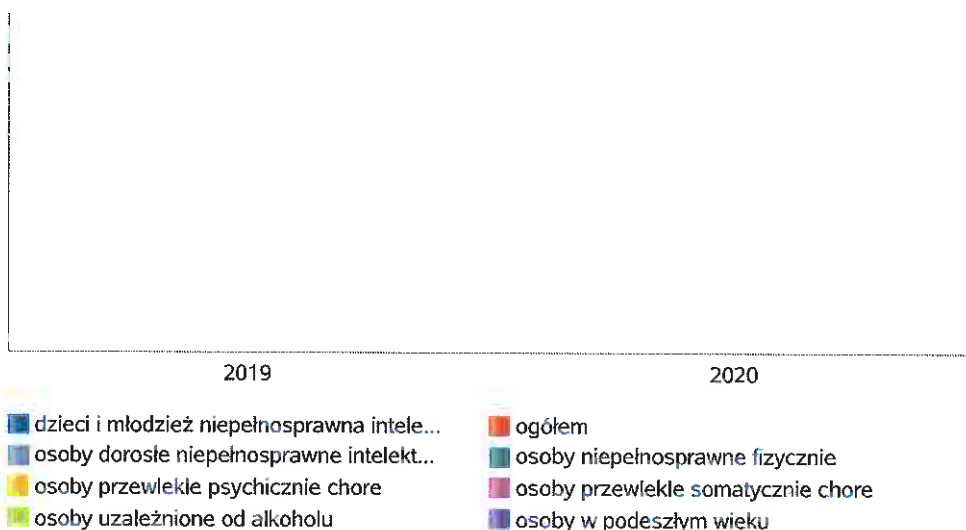 2019 2020
dzieci i młodzież niepełnosprawna intele... ogółem
osoby dorosłe niepełnosprawne intelekt... osoby niepełnosprawne fizycznie
osoby przewlekle psychicznie chore osoby przewlekle somatycznie chore
osoby uzależnione od alkoholu osoby w podeszłym wieku